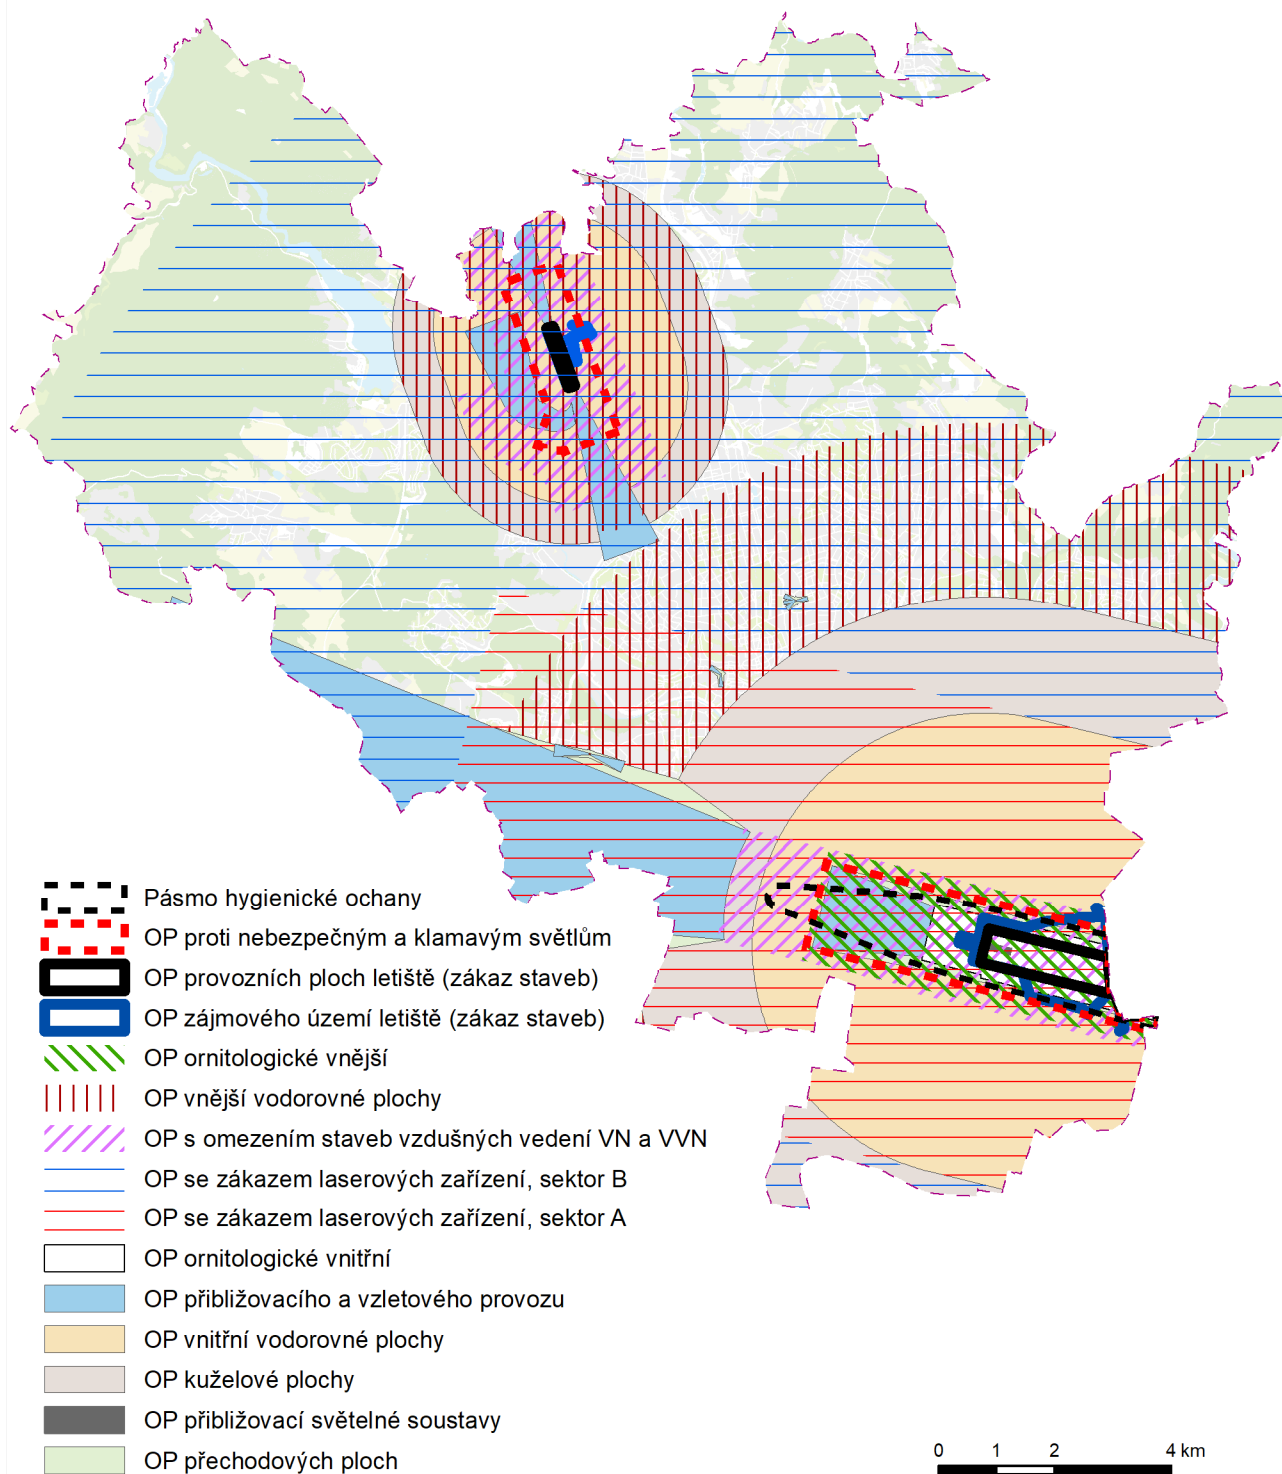 Pásmo hygienické ochany
OP proti nebezpečným a klamavým světlům
OP provozních ploch letiště (zákaz staveb)
OP zájmového území letiště (zákaz staveb)
OP ornitologické vnější
OP vnější vodorovné plochy
OP s omezením staveb vzdušných vedení VN a VVN
OP se zákazem laserových zařízení, sektor B
OP se zákazem laserových zařízení, sektor A
OP ornitologické vnitřní
OP přibližovacího a vzletového provozu
OP vnitřní vodorovné plochy
OP kuželové plochy
OP přibližovací světelné soustavy
OP přechodových ploch
0 1 2 4 km